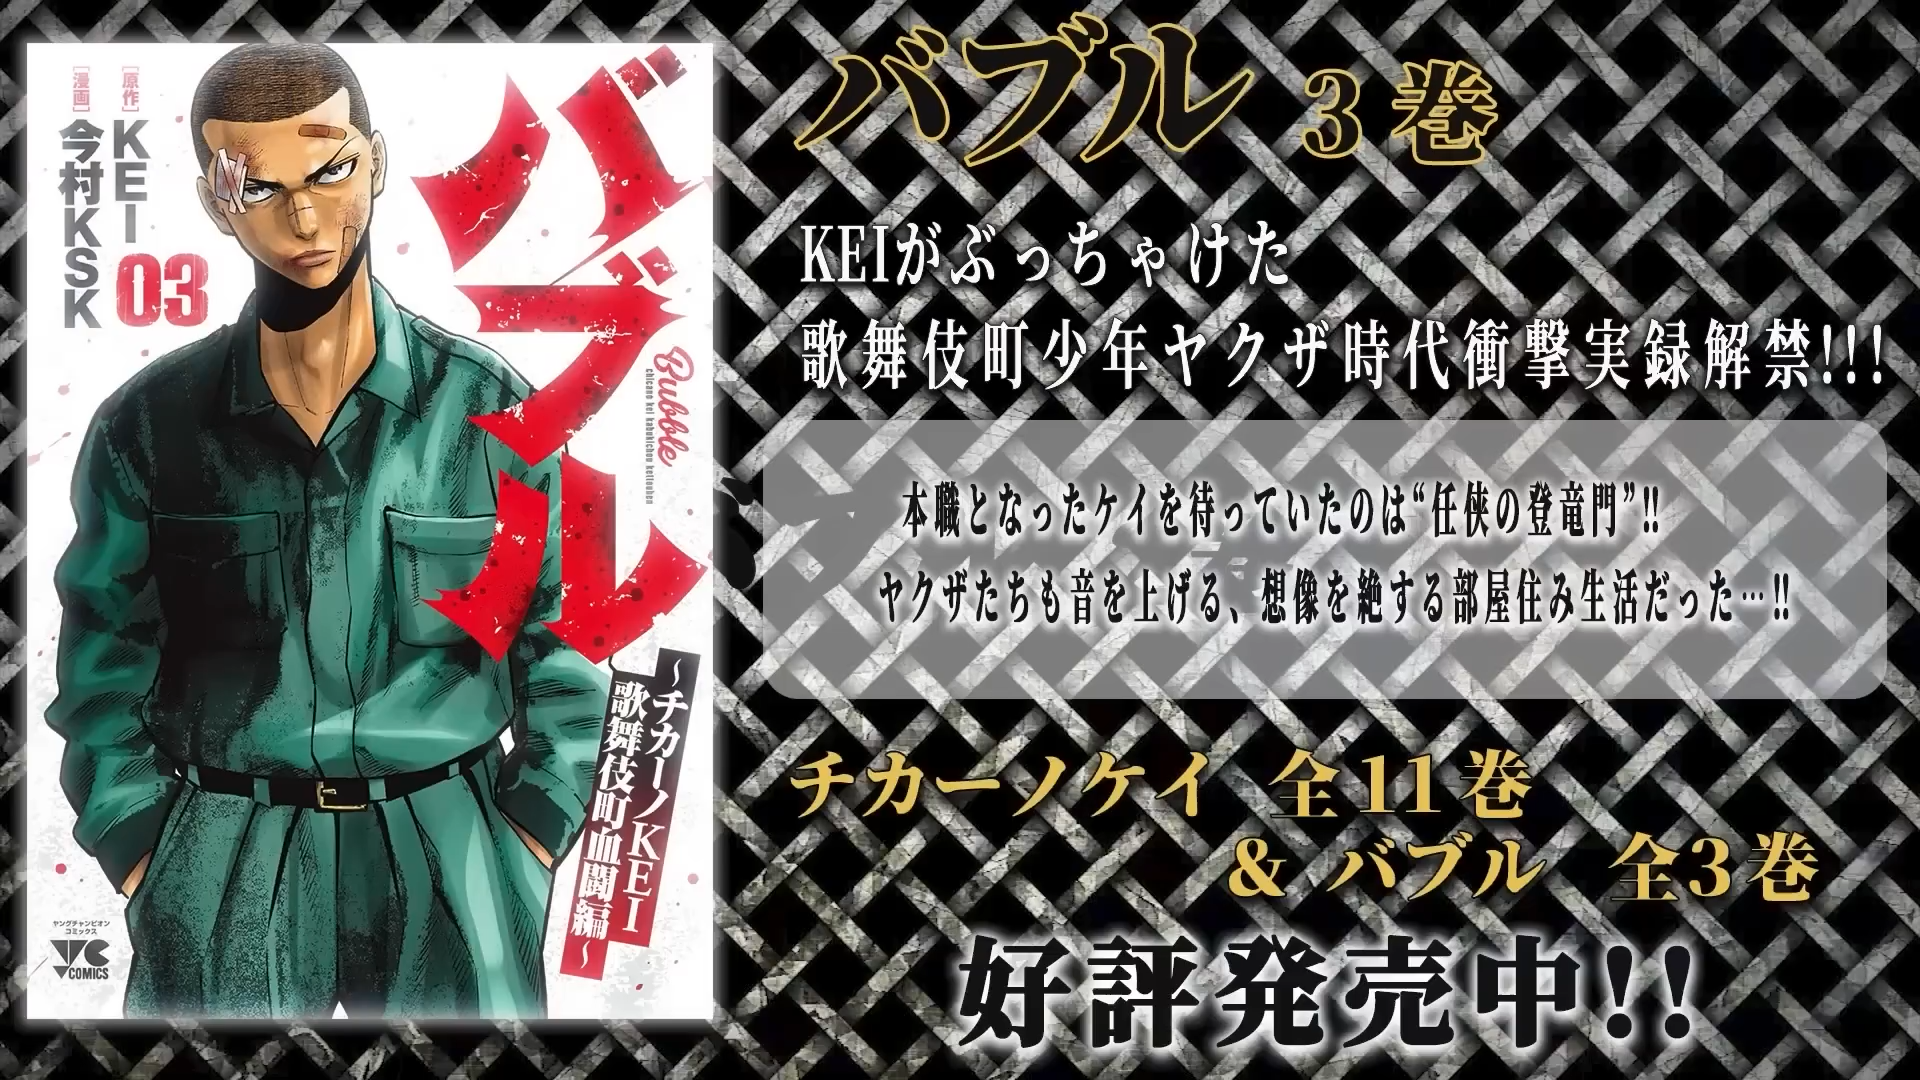 [原作]
KEI
[漫画]
今村KSK
03
バブル
Bubble
chicano kei kabukichou kettouhen
～チカーノKEI
歌舞伎町血闘編～
ヤングチャンピオン
コミックス
YC
COMICS
バブル 3巻
KEIがぶっちゃけた
歌舞伎町少年ヤクザ時代衝撃実録解禁!!!
本職となったケイを待っていたのは“任侠の登竜門”!!
ヤクザたちも音を上げる、想像を絶する部屋住み生活だった…!!
チカーノケイ 全11巻
& バブル 全3巻
好評発売中!!